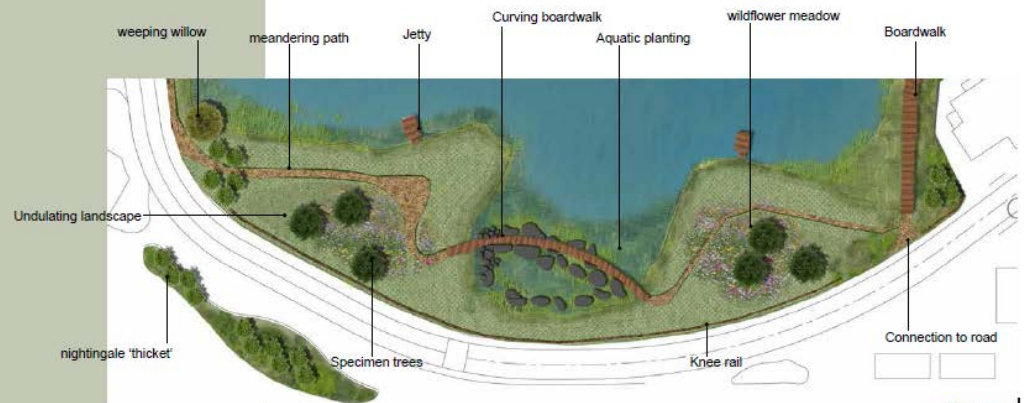 Curving boardwalk
wildflower meadow
weeping willow
meandering path
Jetty
Aquatic planting
Boardwalk
Undulating landscape
nightingale ‘thicket’
Specimen trees
Knee rail
Connection to road